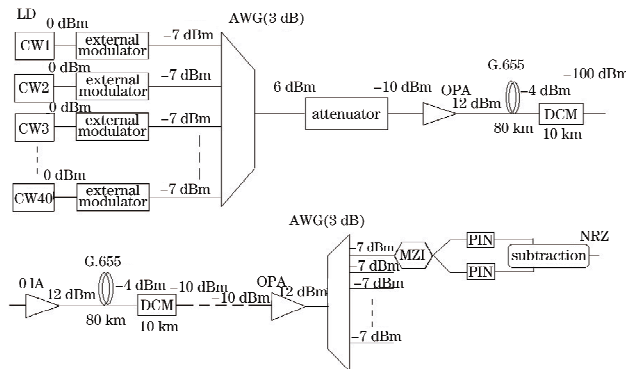 LD
0 dBm
AWG(3 dB)
CW1
external modulator
-7 dBm
0 dBm
CW2
external modulator
-7 dBm
0 dBm
CW3
external modulator
-7 dBm
0 dBm
CW40
external modulator
-7 dBm
6 dBm
attenuator
-10 dBm
OPA
12 dBm
G.655
80 km
-4 dBm
DCM
10 km
-100 dBm
01A
12 dBm
G.655
80 km
-4 dBm
DCM
10 km
-10 dBm
-10 dBm
OPA
12 dBm
AWG(3 dB)
-7 dBm
-7 dBm
-7 dBm
-7 dBm
MZI
PIN
PIN
subtraction
NRZ